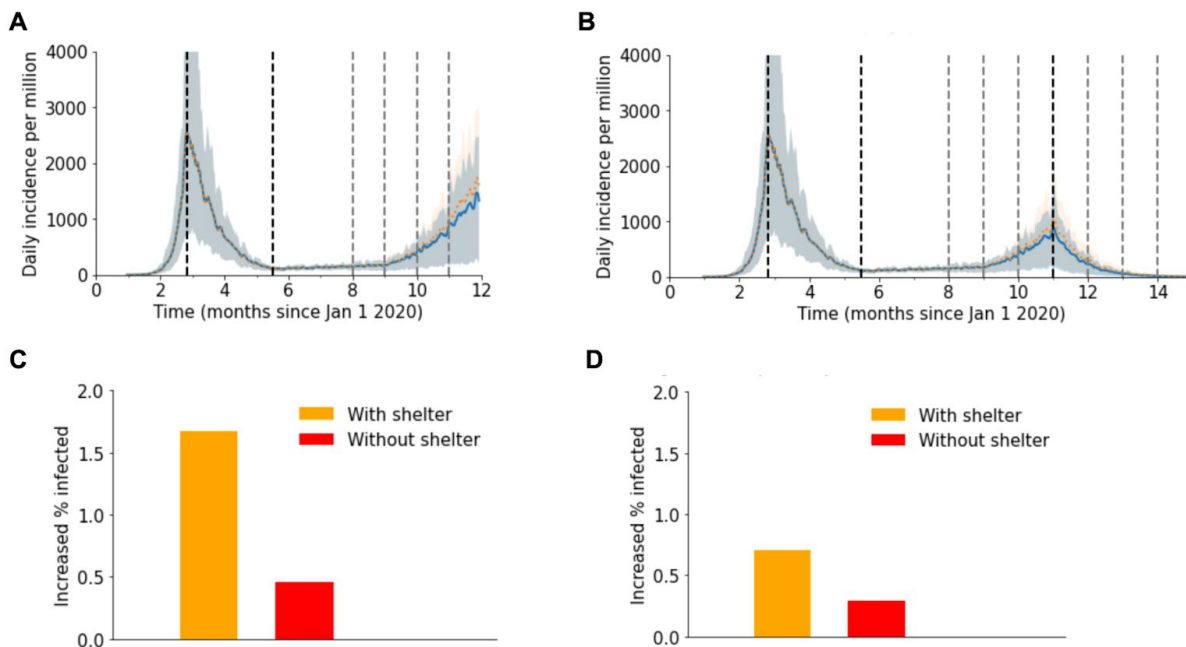 A
B
Daily incidence per million
4000
3000
2000
1000
0
0 2 4 6 8 10 12
Time (months since Jan 1 2020)
Daily incidence per million
4000
3000
2000
1000
0
0 2 4 6 8 10 12 14
Time (months since Jan 1 2020)
C
D
Increased % infected
2.0
1.5
1.0
0.5
0.0
With shelter
Without shelter
Increased % infected
2.0
1.5
1.0
0.5
0.0
With shelter
Without shelter